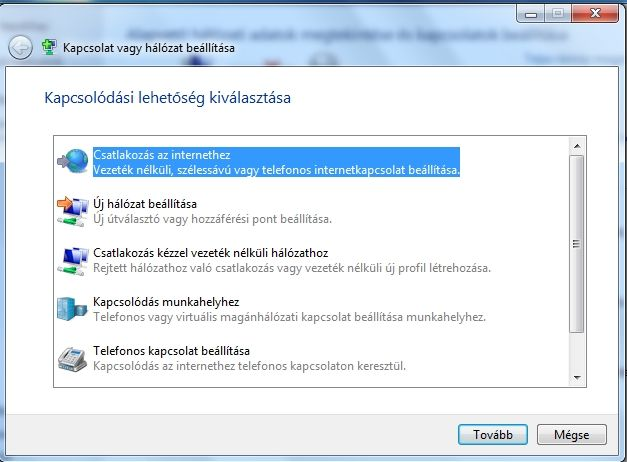 Kapcsolat vagy hálózat beállítása
Kapcsolódási lehetőség kiválasztása
Csatlakozás az internethez
Vezeték nélküli, szélessávú vagy telefonos internetkapcsolat beállítása.
Új hálózat beállítása
Új útválasztó vagy hozzáférési pont beállítása.
Csatlakozás kézzel vezeték nélküli hálózathoz
Rejtett hálózathoz való csatlakozás vagy vezeték nélküli új profil létrehozása.
Kapcsolódás munkahelyhez
Telefonos vagy virtuális magánhálózati kapcsolat beállítása munkahelyhez.
Telefonos kapcsolat beállítása
Kapcsolódás az internethez telefonos kapcsolaton keresztül.
Tovább
Mégse